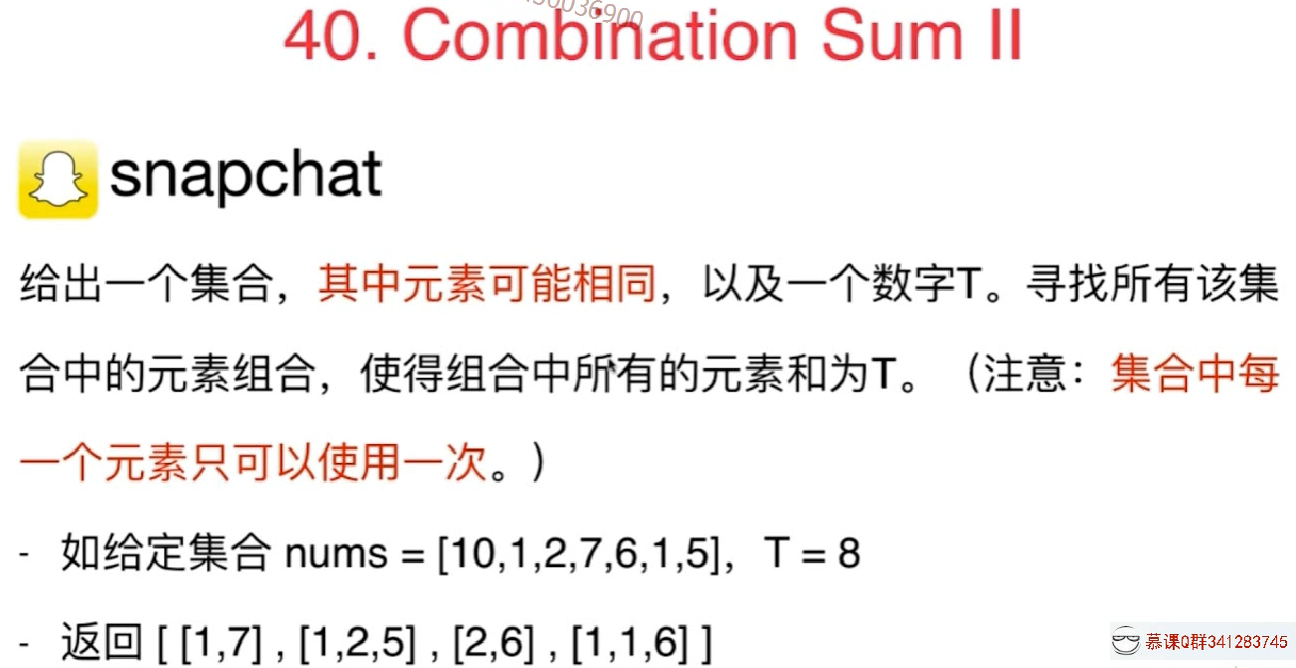 40. Combination Sum II
snapchat
给出一个集合，其中元素可能相同，以及一个数字T。寻找所有该集
合中的元素组合，使得组合中所有的元素和为T。（注意：集合中每
一个元素只可以使用一次。）
- 如给定集合 nums = [10,1,2,7,6,1,5]，T = 8
- 返回 [ [1,7] , [1,2,5] , [2,6] , [1,1,6] ]
慕课Q群341283745